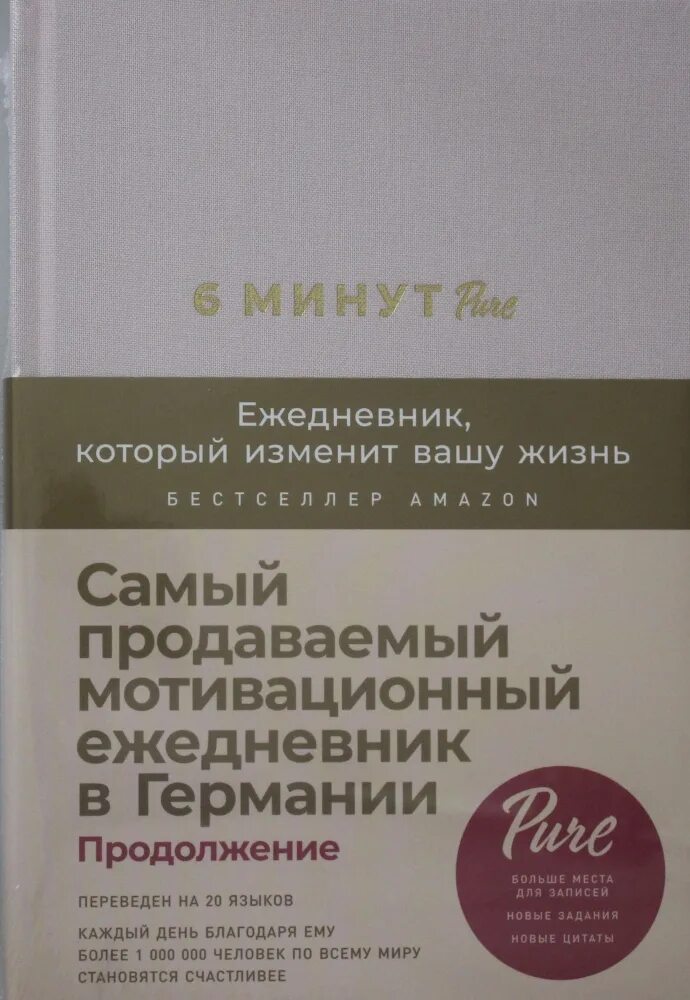 6 МИНУТ Pure
Ежедневник,
который изменит вашу жизнь
БЕСТСЕЛЛЕР AMAZON
Самый
продаваемый
мотивационный
ежедневник
в Германии
Продолжение
ПЕРЕВЕДЕН НА 20 ЯЗЫКОВ
КАЖДЫЙ ДЕНЬ БЛАГОДАРЯ ЕМУ
БОЛЕЕ 1 000 000 ЧЕЛОВЕК ПО ВСЕМУ МИРУ
СТАНОВЯТСЯ СЧАСТЛИВЕЕ
Pure
БОЛЬШЕ МЕСТА
ДЛЯ ЗАПИСЕЙ
НОВЫЕ ЗАДАНИЯ
НОВЫЕ ЦИТАТЫ